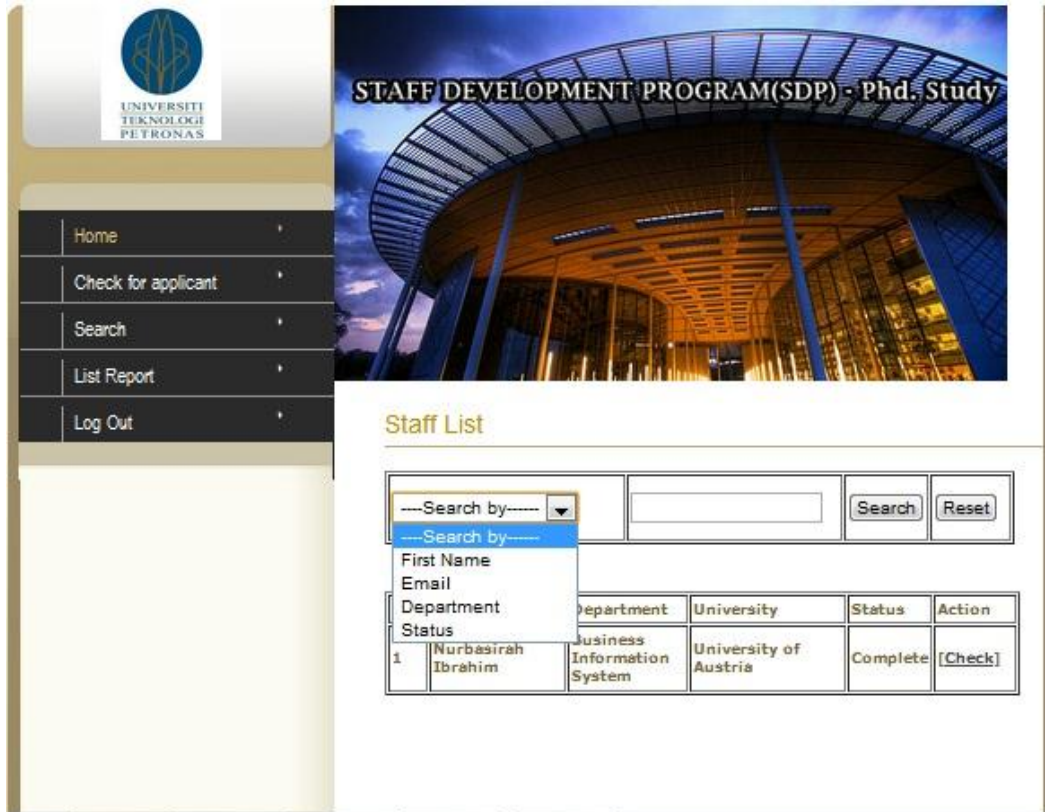 UNIVERSITI
TEKNOLOGI
PETRONAS
STAFF DEVELOPMENT PROGRAM(SDP) - Phd. Study
Home
Check for applicant
Search
List Report
Log Out
Staff List
----Search by------
Search
Reset
----Search by------
First Name
Email
Department
Status
Department University Status Action
1 Nurbasirah Ibrahim Business Information System University of Austria Complete [Check]